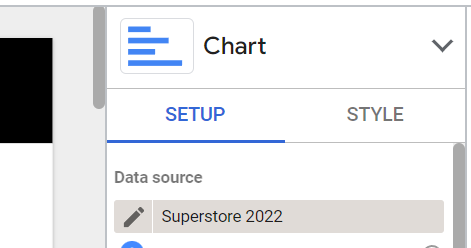 Chart
SETUP
STYLE
Data source
Superstore 2022